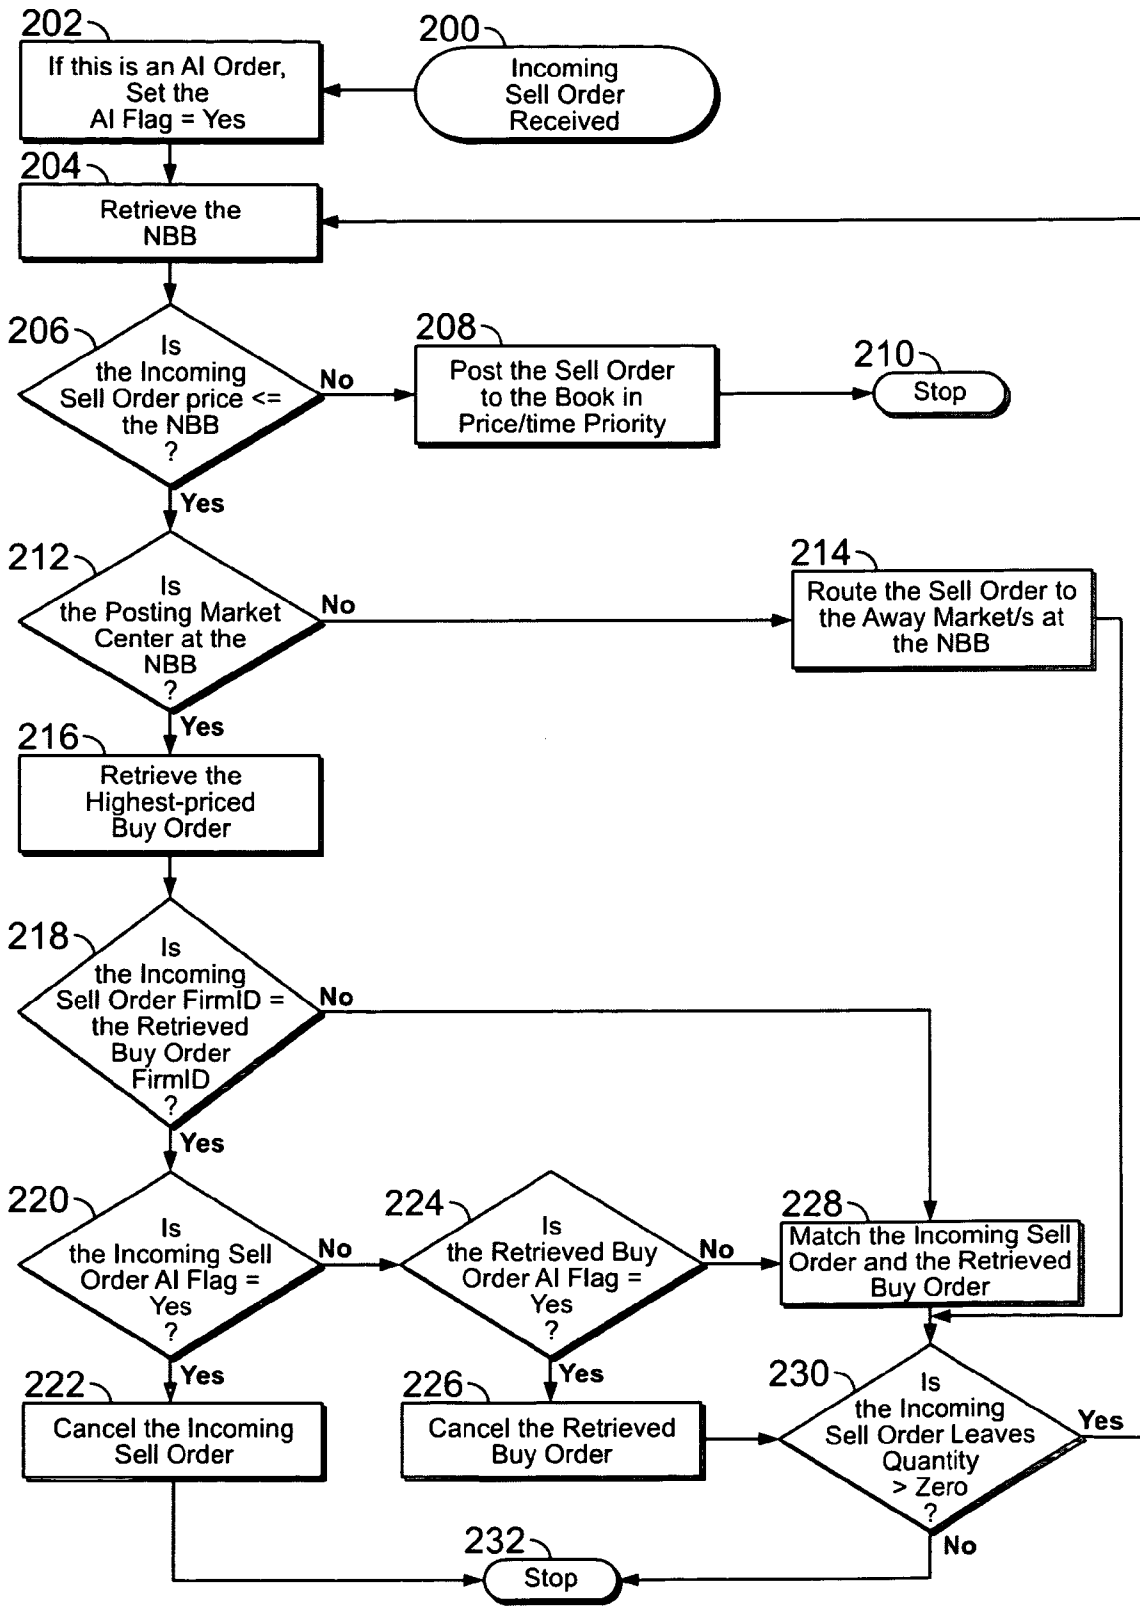 202
If this is an AI Order,
Set the
AI Flag = Yes
200
Incoming
Sell Order
Received
204
Retrieve the
NBB
206
Is
the Incoming
Sell Order price <=
the NBB
?
No
Yes
208
Post the Sell Order
to the Book in
Price/time Priority
210
Stop
212
Is
the Posting Market
Center at the
NBB
?
No
Yes
214
Route the Sell Order to
the Away Market/s at
the NBB
216
Retrieve the
Highest-priced
Buy Order
218
Is
the Incoming
Sell Order FirmID =
the Retrieved
Buy Order
FirmID
?
No
Yes
220
Is
the Incoming Sell
Order AI Flag =
Yes
?
No
Yes
224
Is
the Retrieved Buy
Order AI Flag =
Yes
?
No
Yes
228
Match the Incoming Sell
Order and the Retrieved
Buy Order
222
Cancel the Incoming
Sell Order
226
Cancel the Retrieved
Buy Order
230
Is
the Incoming
Sell Order Leaves
Quantity
> Zero
?
Yes
No
232
Stop